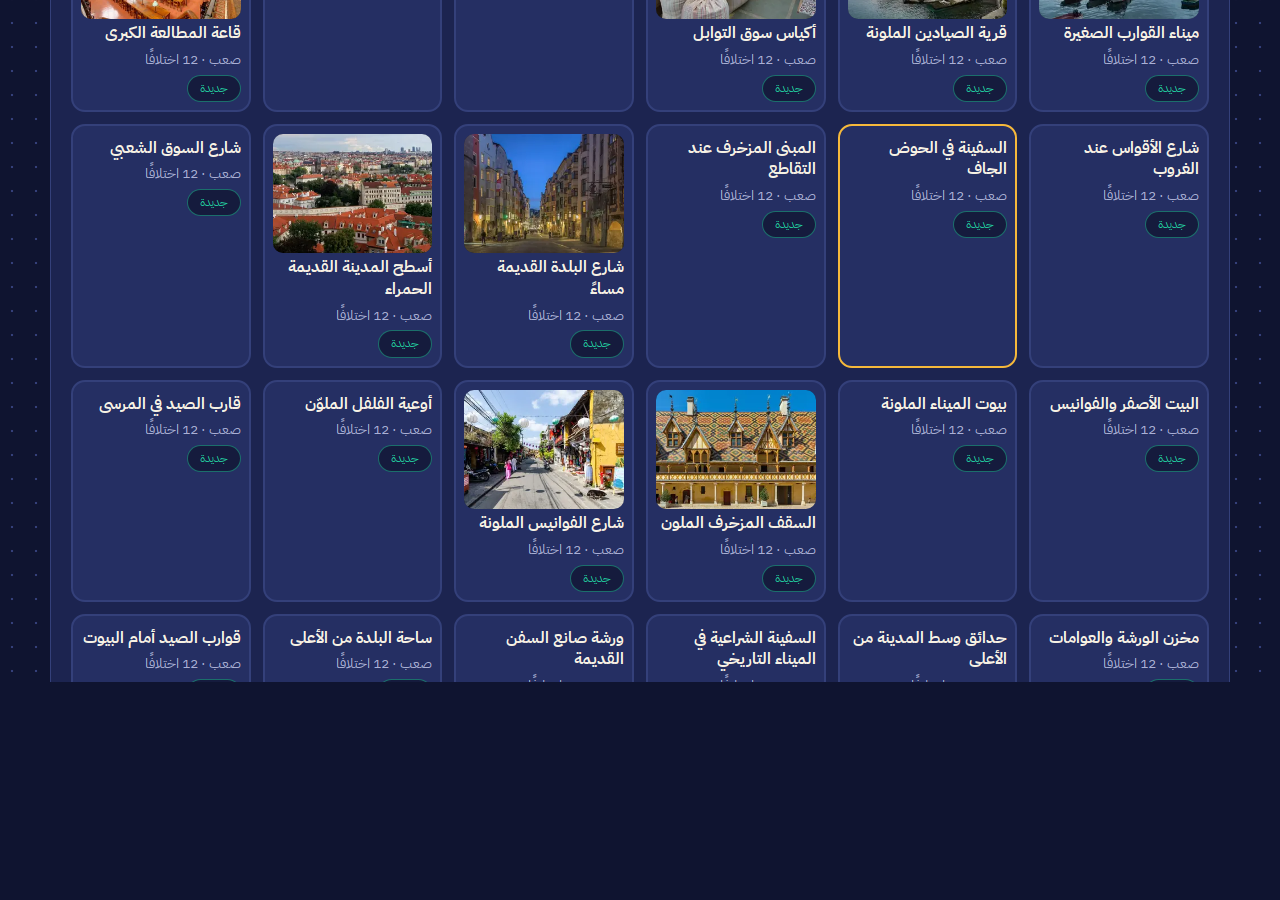 ميناء القوارب الصغيرة
صعب · 12 اختلافًا
جديدة
قرية الصيادين الملونة
صعب · 12 اختلافًا
جديدة
أكياس سوق التوابل
صعب · 12 اختلافًا
جديدة
قاعة المطالعة الكبرى
صعب · 12 اختلافًا
جديدة
شارع الأقواس عند
الغروب
صعب · 12 اختلافًا
جديدة
السفينة في الحوض
الجاف
صعب · 12 اختلافًا
جديدة
المبنى المزخرف عند
التقاطع
صعب · 12 اختلافًا
جديدة
شارع البلدة القديمة
مساءً
صعب · 12 اختلافًا
جديدة
أسطح المدينة القديمة
الحمراء
صعب · 12 اختلافًا
جديدة
شارع السوق الشعبي
صعب · 12 اختلافًا
جديدة
البيت الأصفر والفوانيس
صعب · 12 اختلافًا
جديدة
بيوت الميناء الملونة
صعب · 12 اختلافًا
جديدة
السقف المزخرف الملون
صعب · 12 اختلافًا
جديدة
شارع الفوانيس الملونة
صعب · 12 اختلافًا
جديدة
أوعية الفلفل الملوّن
صعب · 12 اختلافًا
جديدة
قارب الصيد في المرسى
صعب · 12 اختلافًا
جديدة
مخزن الورشة والعوامات
صعب · 12 اختلافًا
حدائق وسط المدينة من
الأعلى
السفينة الشراعية في
الميناء التاريخي
ورشة صانع السفن
القديمة
ساحة البلدة من الأعلى
صعب · 12 اختلافًا
قوارب الصيد أمام البيوت
صعب · 12 اختلافًا